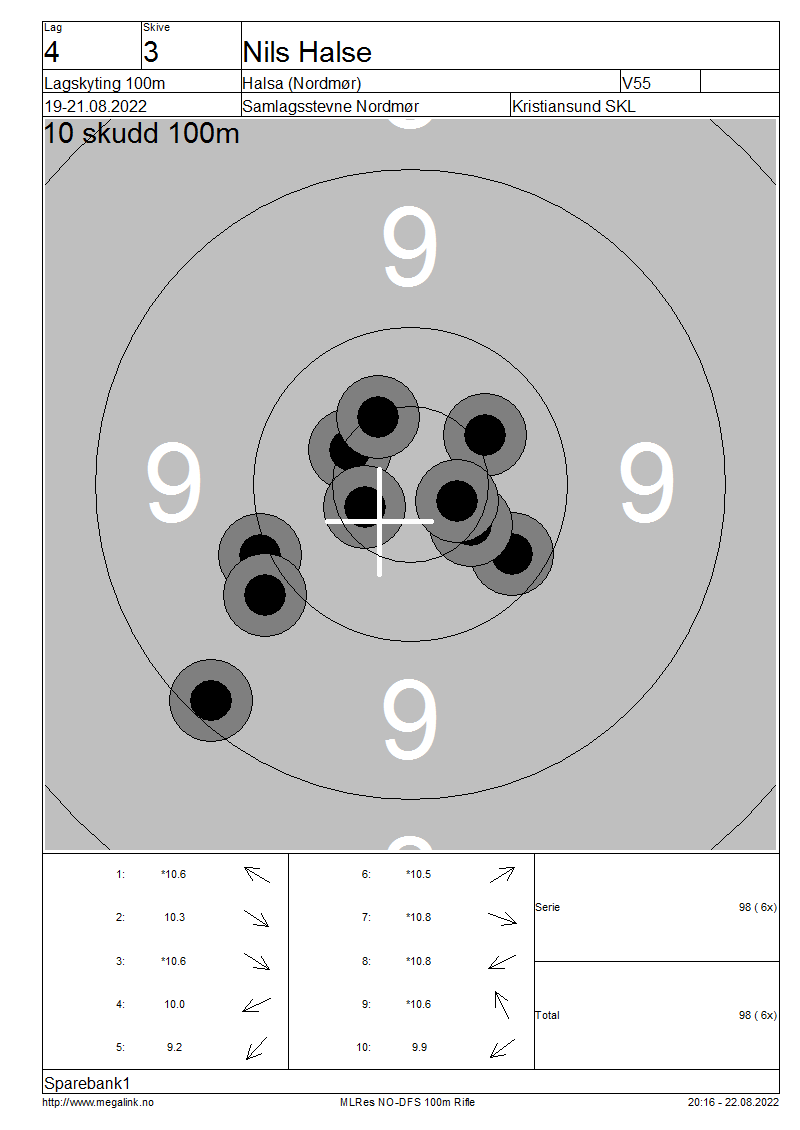 Lag Skive
4 3 Nils Halse
Lagskyting 100m Halsa (Nordmør) V55
19-21.08.2022 Samlagsstevne Nordmør Kristiansund SKL
10 skudd 100m
9
9 9
9
1: *10.6 6: *10.5
Serie 98 ( 6x)
2: 10.3 7: *10.8
3: *10.6 8: *10.8
4: 10.0 9: *10.6
Total 98 ( 6x)
5: 9.2 10: 9.9
Sparebank1
http://www.megalink.no MLRes NO-DFS 100m Rifle 20:16 - 22.08.2022